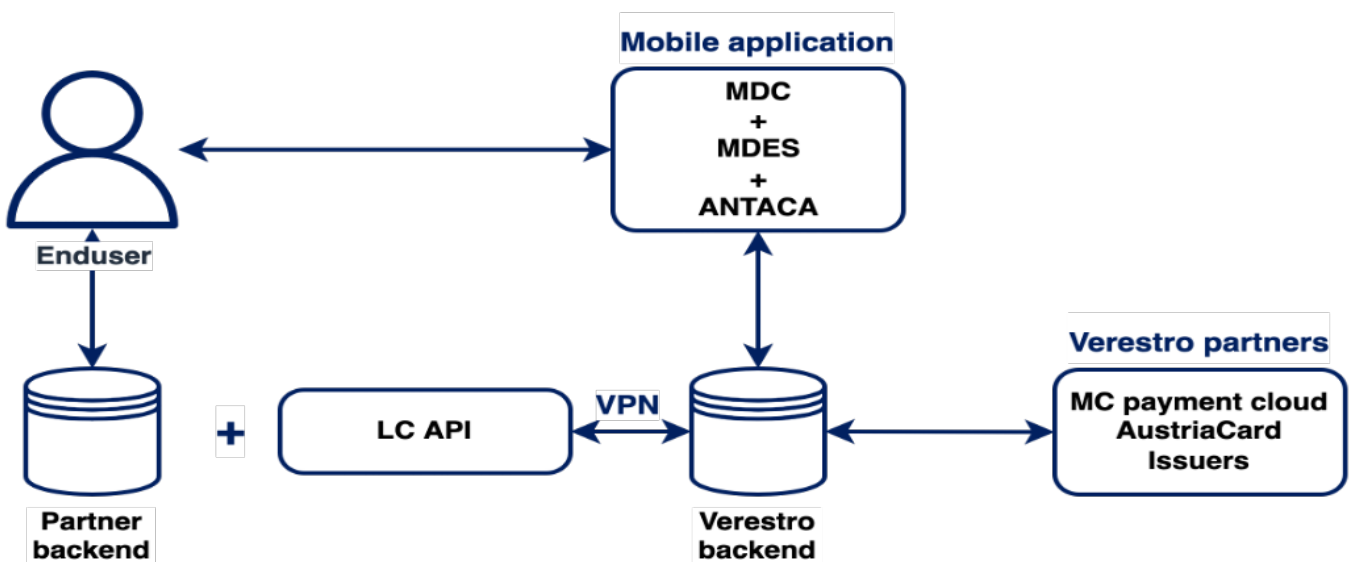 Mobile application
MDC
+
MDES
+
ANTACA
Enduser
Verestro partners
MC payment cloud
AustriaCard
Issuers
+
LC API
VPN
Partner
backend
Verestro
backend